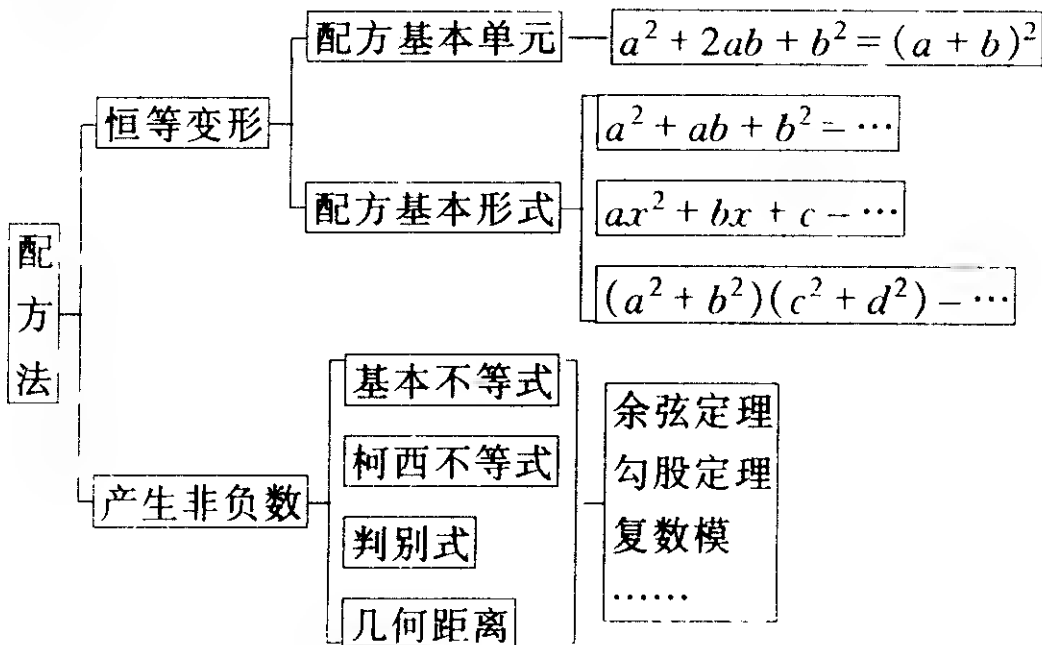 配方法
恒等变形
配方基本单元
a² + 2ab + b² = (a + b)²
配方基本形式
a² + ab + b² = ⋯
ax² + bx + c = ⋯
(a² + b²)(c² + d²) = ⋯
产生非负数
基本不等式
柯西不等式
判别式
几何距离
余弦定理
勾股定理
复数模
……